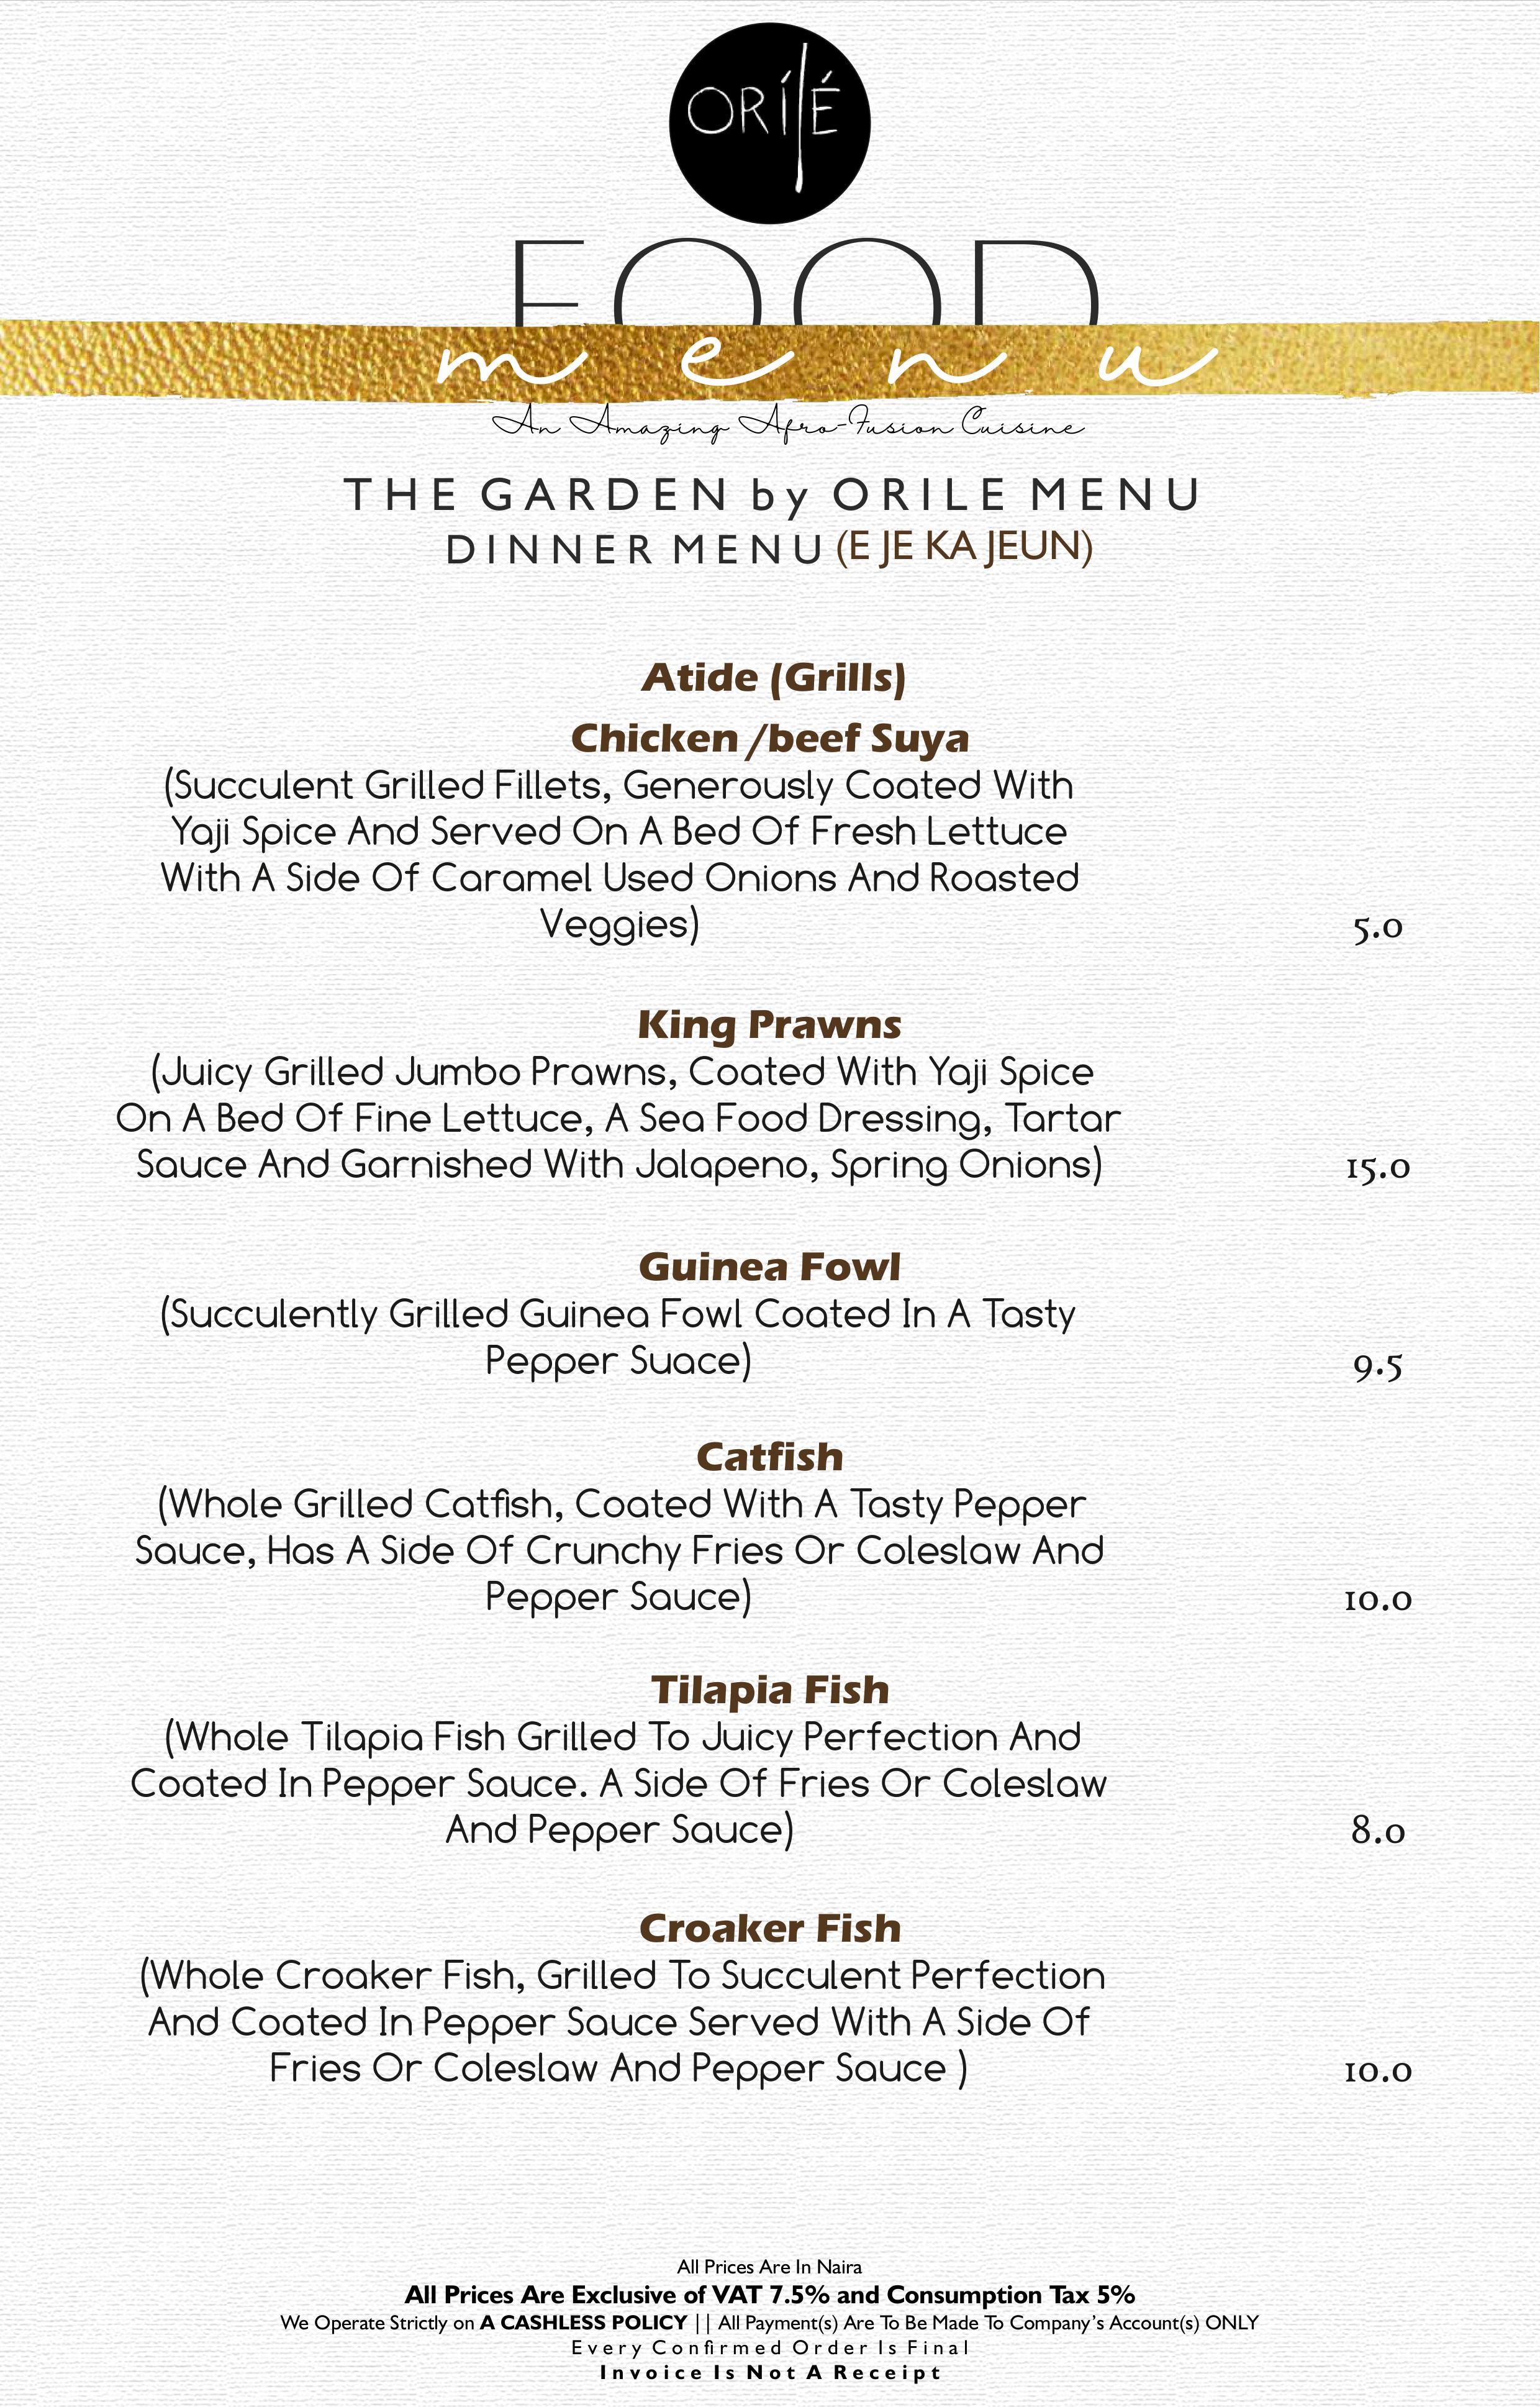 ORÍLÉ
FOOD
menu
An Amazing Afro-Fusion Cuisine
THE GARDEN by ORILE MENU
DINNER MENU (E JE KA JEUN)
Atide (Grills)
Chicken /beef Suya
(Succulent Grilled Fillets, Generously Coated With
Yaji Spice And Served On A Bed Of Fresh Lettuce
With A Side Of Caramel Used Onions And Roasted
Veggies) 5.0
King Prawns
(Juicy Grilled Jumbo Prawns, Coated With Yaji Spice
On A Bed Of Fine Lettuce, A Sea Food Dressing, Tartar
Sauce And Garnished With Jalapeno, Spring Onions) 15.0
Guinea Fowl
(Succulently Grilled Guinea Fowl Coated In A Tasty
Pepper Suace) 9.5
Catfish
(Whole Grilled Catfish, Coated With A Tasty Pepper
Sauce, Has A Side Of Crunchy Fries Or Coleslaw And
Pepper Sauce) 10.0
Tilapia Fish
(Whole Tilapia Fish Grilled To Juicy Perfection And
Coated In Pepper Sauce. A Side Of Fries Or Coleslaw
And Pepper Sauce) 8.0
Croaker Fish
(Whole Croaker Fish, Grilled To Succulent Perfection
And Coated In Pepper Sauce Served With A Side Of
Fries Or Coleslaw And Pepper Sauce ) 10.0
All Prices Are In Naira
All Prices Are Exclusive of VAT 7.5% and Consumption Tax 5%
We Operate Strictly on A CASHLESS POLICY || All Payment(s) Are To Be Made To Company's Account(s) ONLY
Every Confirmed Order Is Final
Invoice Is Not A Receipt